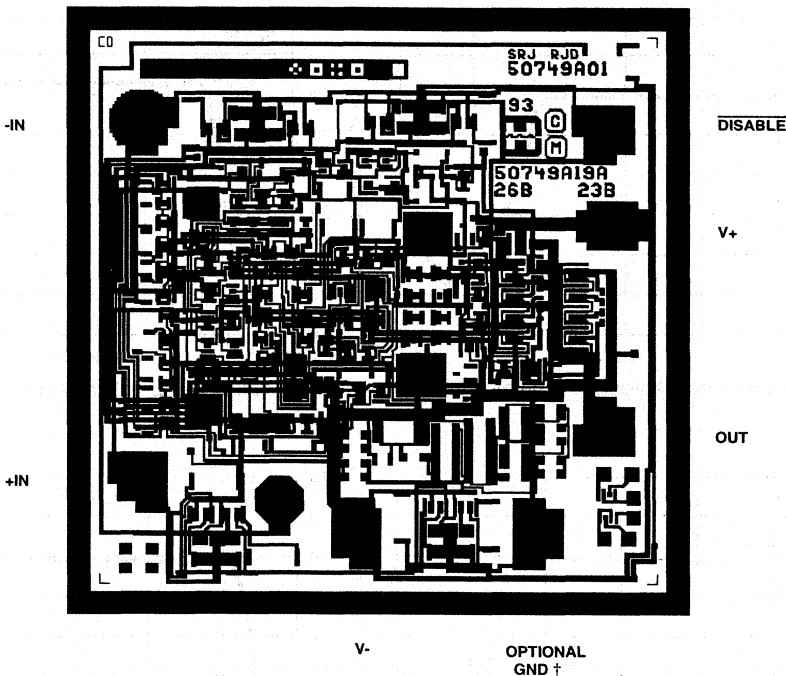 CD
SRJ RJD
50749A01
93
C
M
-IN
DISABLE
50749A19A
26B 23B
V+
OUT
+IN
V-
OPTIONAL
GND †